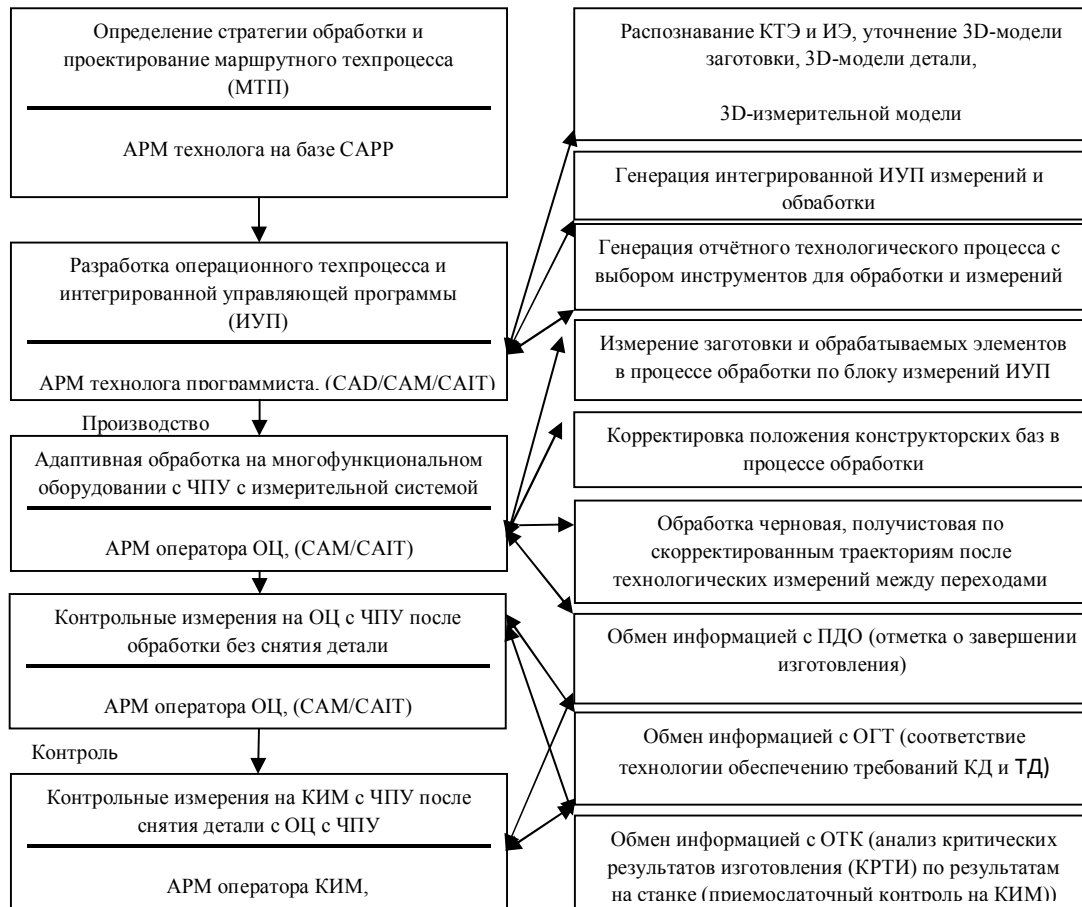 Определение стратегии обработки и
проектирование маршрутного техпроцесса
(МТП)
АРМ технолога на базе CAPP
Разработка операционного техпроцесса и
интегрированной управляющей программы
(ИУП)
АРМ технолога программиста. (CAD/CAM/CAIT)
Производство
Адаптивная обработка на многофункциональном
оборудовании с ЧПУ с измерительной системой
АРМ оператора ОЦ, (CAM/CAIT)
Контрольные измерения на ОЦ с ЧПУ после
обработки без снятия детали
АРМ оператора ОЦ, (CAM/CAIT)
Контроль
Контрольные измерения на КИМ с ЧПУ после
снятия детали с ОЦ с ЧПУ
АРМ оператора КИМ,
Распознавание КТЭ и ИЭ, уточнение 3D-модели
заготовки, 3D-модели детали,
3D-измерительной модели
Генерация интегрированной ИУП измерений и
обработки
Генерация отчётного технологического процесса с
выбором инструментов для обработки и измерений
Измерение заготовки и обрабатываемых элементов
в процессе обработки по блоку измерений ИУП
Корректировка положения конструкторских баз в
процессе обработки
Обработка черновая, получистовая по
скорректированным траекториям после
технологических измерений между переходами
Обмен информацией с ПДО (отметка о завершении
изготовления)
Обмен информацией с ОГТ (соответствие
технологии обеспечению требований КД и ТД)
Обмен информацией с ОТК (анализ критических
результатов изготовления (КРТИ) по результатам
на станке (приемосдаточный контроль на КИМ))